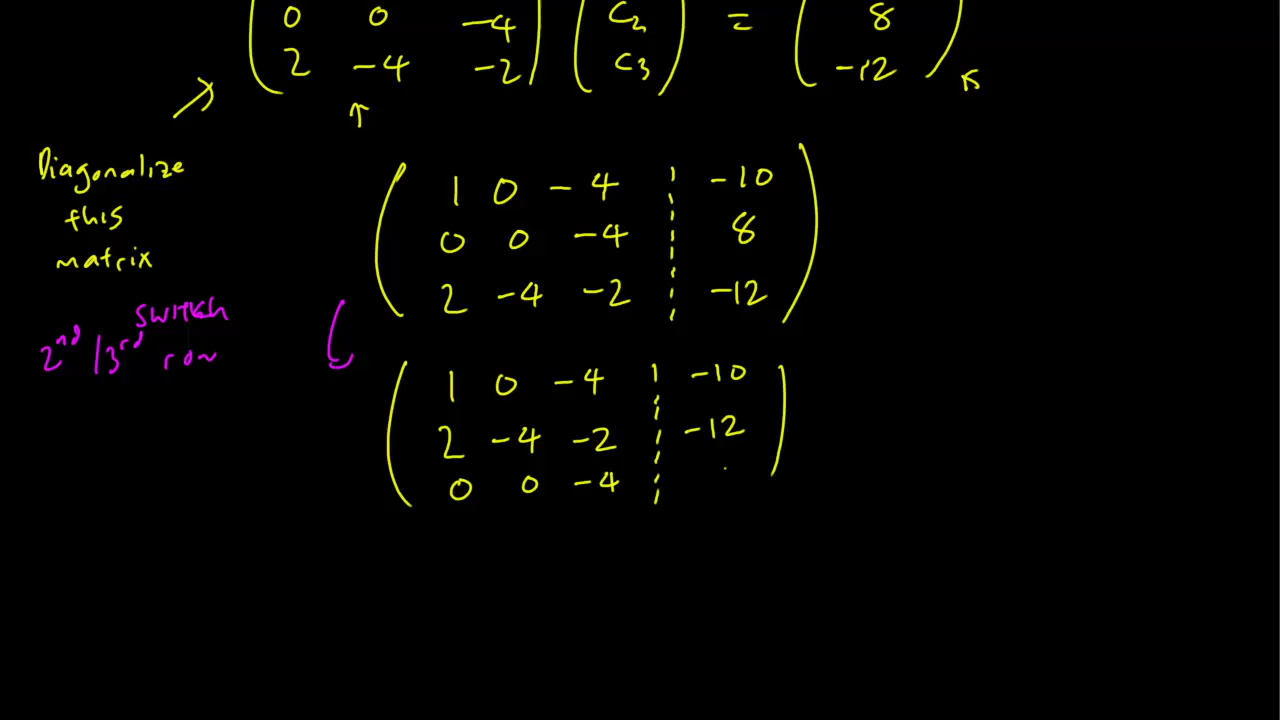 0 0 -4 c2 = 8
2 -4 -2 c3 -12
Diagonalize
this
matrix
1 0 -4 -10
0 0 -4 8
2 -4 -2 -12
switch
2nd/3rd row
1 0 -4 -10
2 -4 -2 -12
0 0 -4